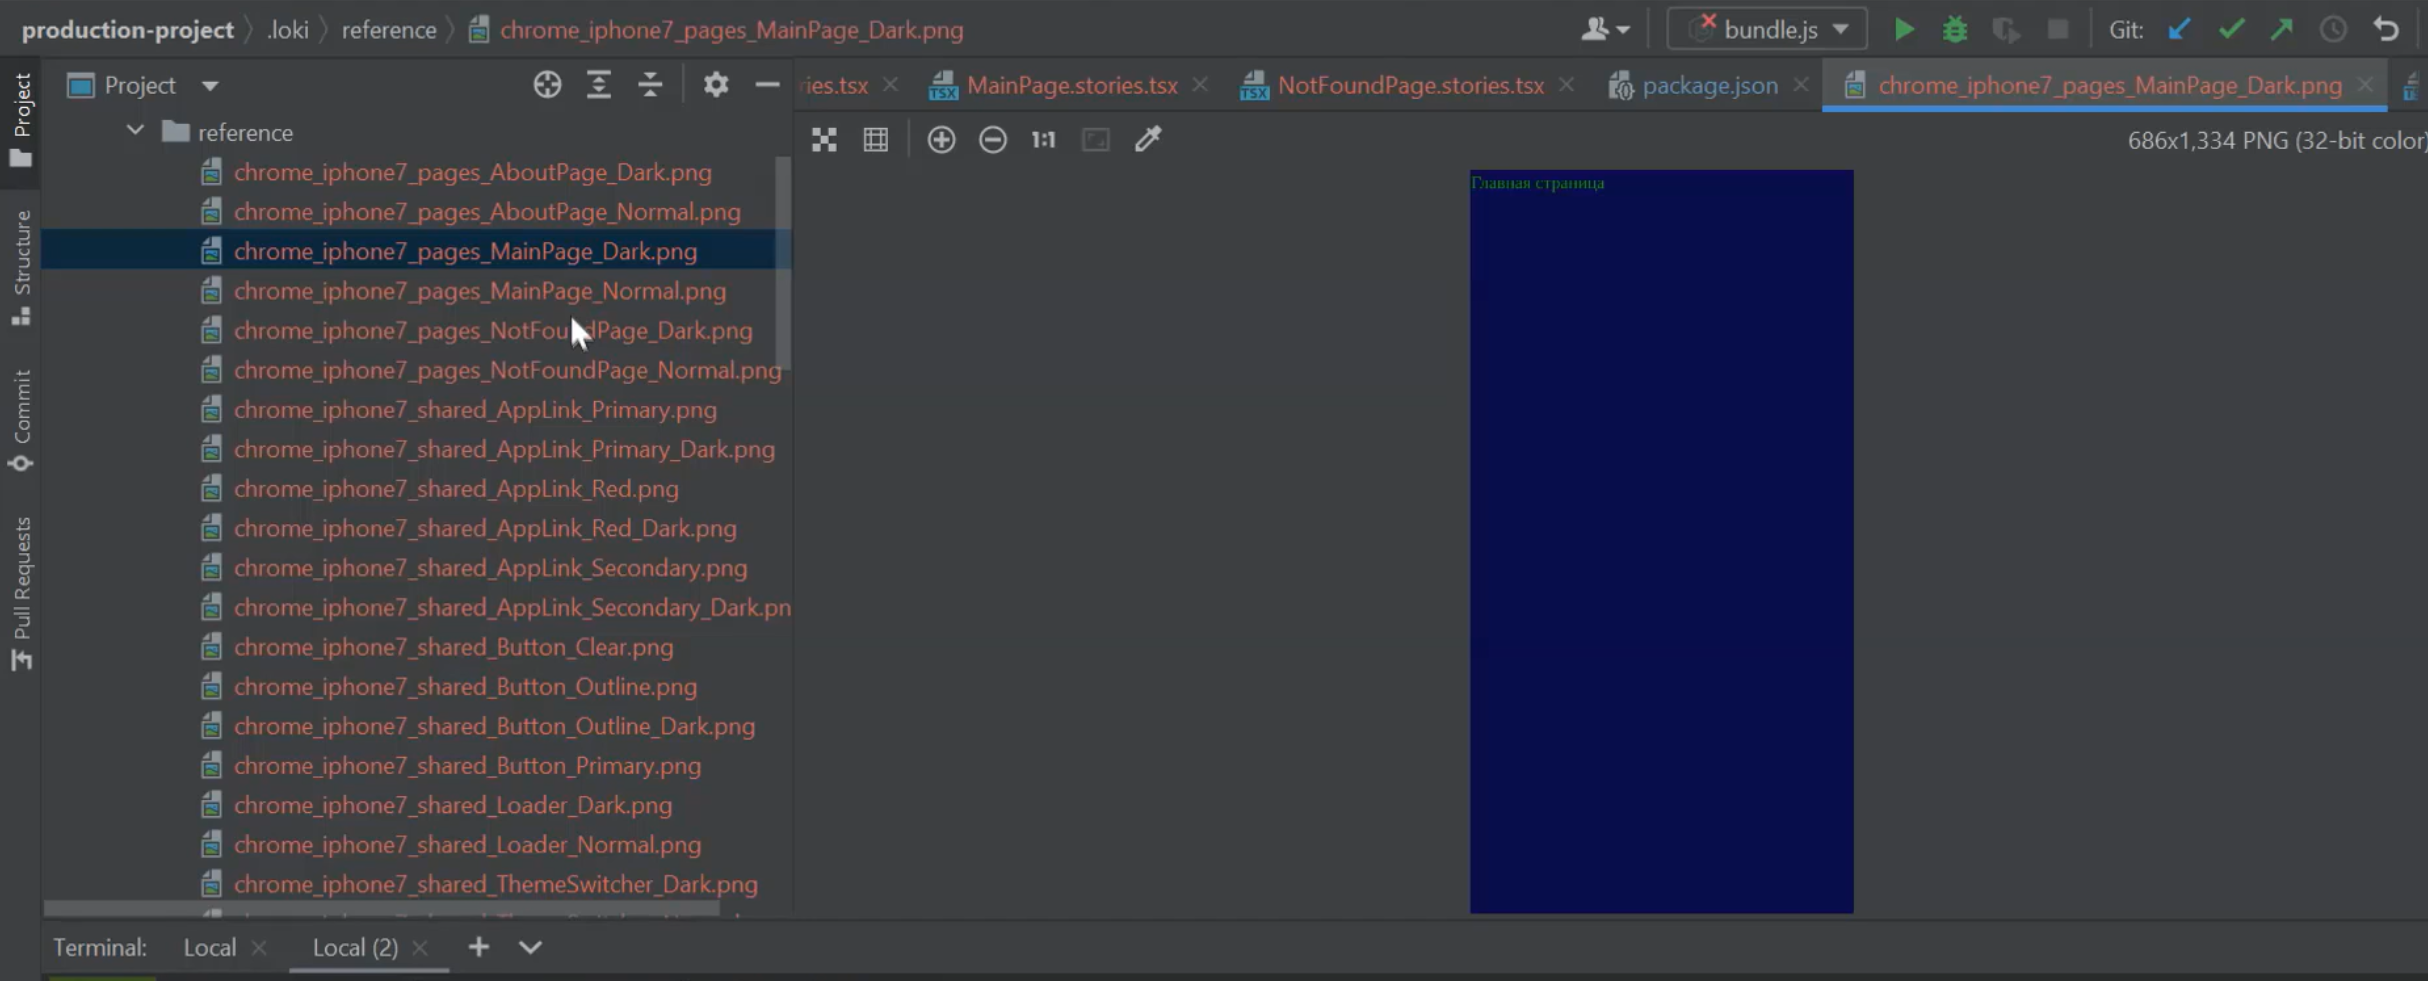 production-project .loki reference chrome_iphone7_pages_MainPage_Dark.png bundle.js Git:
Project
Structure
Commit
Pull Requests
Project
ies.tsx MainPage.stories.tsx NotFoundPage.stories.tsx package.json chrome_iphone7_pages_MainPage_Dark.png
1:1 686x1,334 PNG (32-bit color)
reference
chrome_iphone7_pages_AboutPage_Dark.png
chrome_iphone7_pages_AboutPage_Normal.png
chrome_iphone7_pages_MainPage_Dark.png
chrome_iphone7_pages_MainPage_Normal.png
chrome_iphone7_pages_NotFoundPage_Dark.png
chrome_iphone7_pages_NotFoundPage_Normal.png
chrome_iphone7_shared_AppLink_Primary.png
chrome_iphone7_shared_AppLink_Primary_Dark.png
chrome_iphone7_shared_AppLink_Red.png
chrome_iphone7_shared_AppLink_Red_Dark.png
chrome_iphone7_shared_AppLink_Secondary.png
chrome_iphone7_shared_AppLink_Secondary_Dark.pn
chrome_iphone7_shared_Button_Clear.png
chrome_iphone7_shared_Button_Outline.png
chrome_iphone7_shared_Button_Outline_Dark.png
chrome_iphone7_shared_Button_Primary.png
chrome_iphone7_shared_Loader_Dark.png
chrome_iphone7_shared_Loader_Normal.png
chrome_iphone7_shared_ThemeSwitcher_Dark.png
Главная страница
Terminal: Local Local (2)